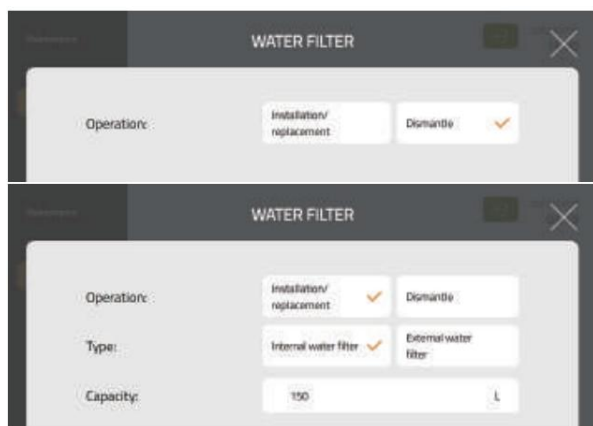 WATER FILTER
Operation:
Installation/
replacement
Dismantle
WATER FILTER
Operation:
Installation/
replacement
Dismantle
Type:
Internal water filter
External water
filter
Capacity:
150
L